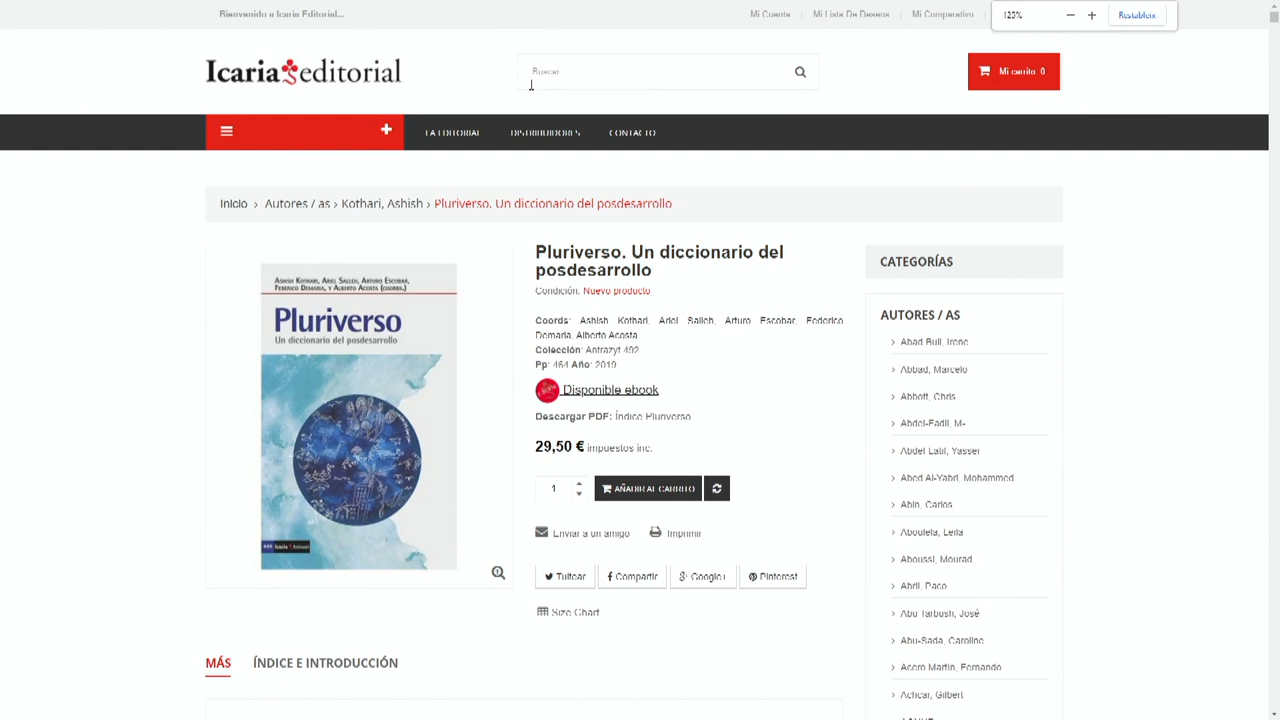 Bienvenido a Icaria Editorial...
Mi Cuenta
Mi Lista De Deseos
Mi Comparativo
125%
Restableix
Icaria editorial
Buscar
Mi carrito 0
LA EDITORIAL
DISTRIBUIDORES
CONTACTO
Inicio › Autores / as › Kothari, Ashish › Pluriverso. Un diccionario del posdesarrollo
Ashish Kothari, Ariel Salleh, Arturo Escobar,
Federico Demaria, y Alberto Acosta (coords.)
Pluriverso
Un diccionario del posdesarrollo
Icaria Antrazyt
Pluriverso. Un diccionario del
posdesarrollo
Condición: Nuevo producto
Coords: Ashish Kothari, Ariel Salleh, Arturo Escobar, Federico
Demaria, Alberto Acosta
Colección: Antrazyt 492
Pp: 464 Año: 2019
Disponible ebook
Descargar PDF: Índice Pluriverso
29,50 € impuestos inc.
1
AÑADIR AL CARRITO
Enviar a un amigo
Imprimir
Tuitear
Compartir
Google+
Pinterest
Size Chart
MÁS
ÍNDICE E INTRODUCCIÓN
CATEGORÍAS
AUTORES / AS
› Abad Bull, Irene
› Abbad, Marcelo
› Abbott, Chris
› Abdel-Fadil, M-
› Abdel Latif, Yasser
› Abed Al-Yabri, Mohammed
› Abin, Carlos
› Aboulela, Leila
› Aboussi, Mourad
› Abril, Paco
› Abu Tarbush, José
› Abu-Sada, Caroline
› Acero Martín, Fernando
› Achcar, Gilbert